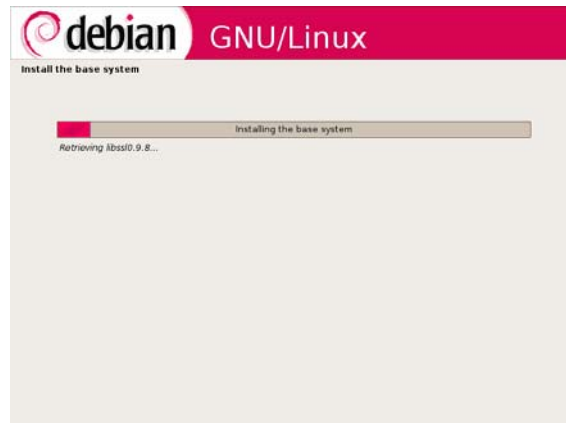 debian GNU/Linux
Install the base system
Installing the base system
Retrieving libssl0.9.8...